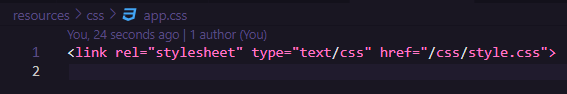 resources > css > app.css
You, 24 seconds ago | 1 author (You)
1 <link rel="stylesheet" type="text/css" href="/css/style.css">
2